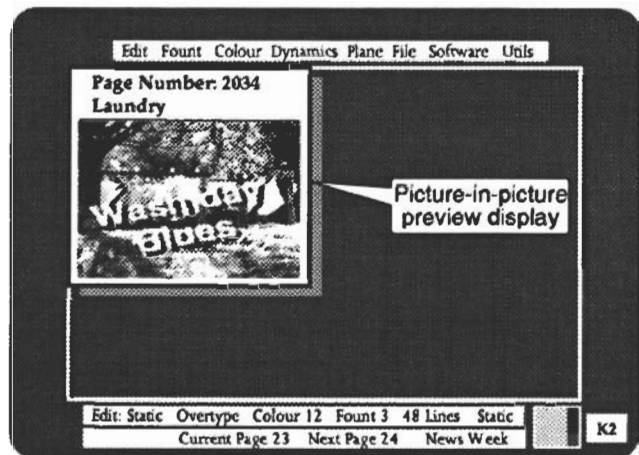 Edit Fount Colour Dynamics Plane File Software Utils
Page Number: 2034
Laundry
Washday
Blues
Picture-in-picture
preview display
Edit: Static Overtype Colour 12 Fount 3 48 Lines Static
K2
Current Page 23 Next Page 24 News Week